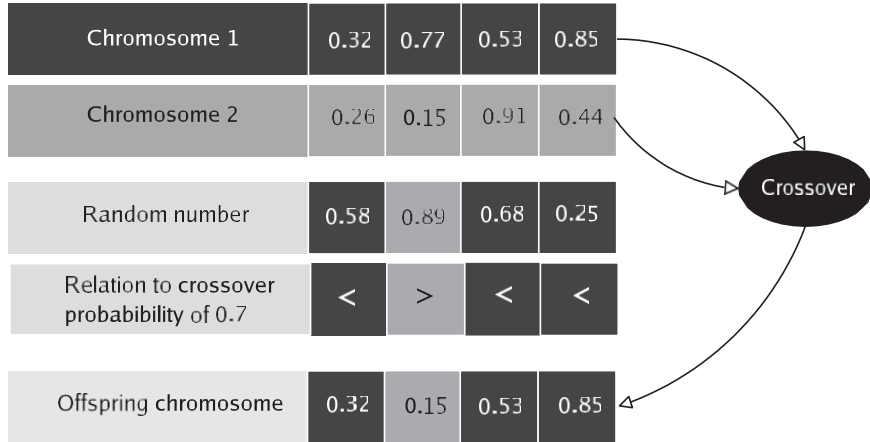 Chromosome 1 0.32 0.77 0.53 0.85
Chromosome 2 0.26 0.15 0.91 0.44
Crossover
Random number 0.58 0.89 0.68 0.25
Relation to crossover
probabibility of 0.7
< > < <
Offspring chromosome 0.32 0.15 0.53 0.85